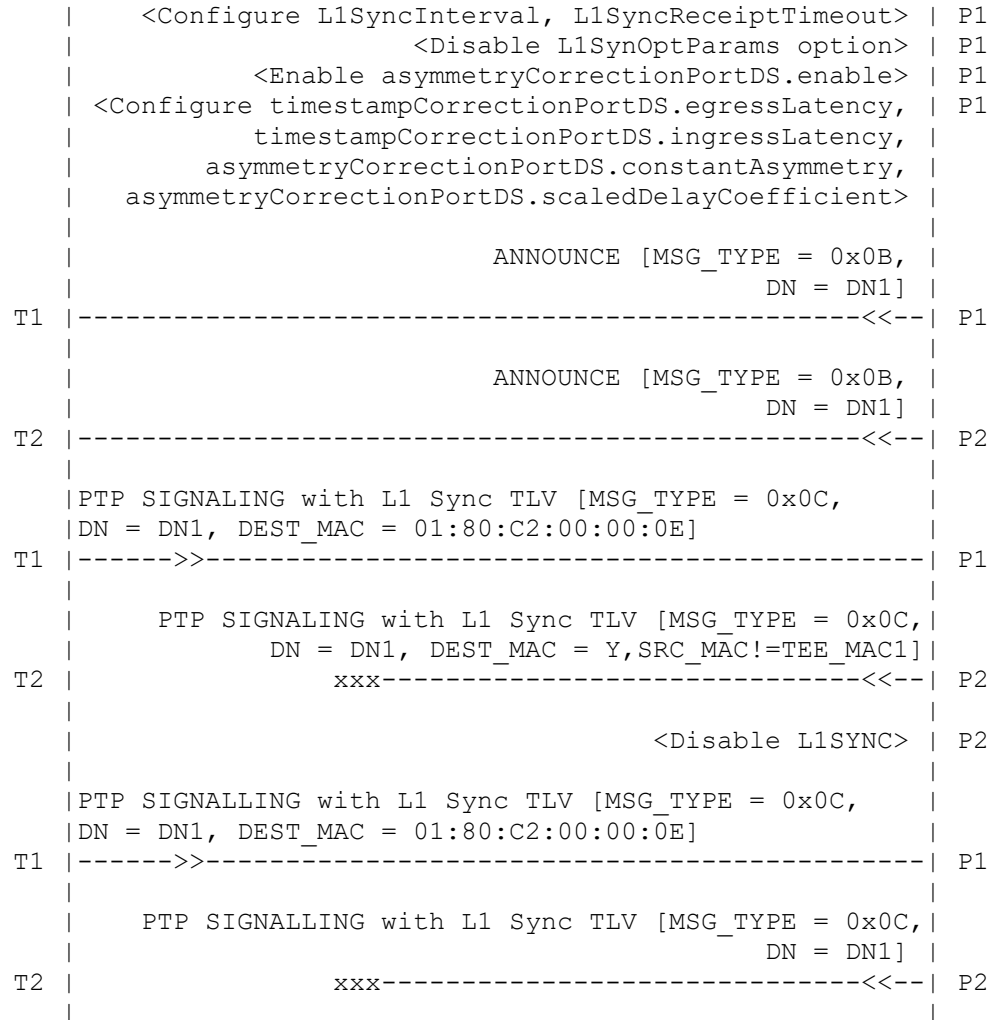 |    <Configure L1SyncInterval, L1SyncReceiptTimeout> | P1
    |                     <Disable L1SynOptParams option> | P1
    |           <Enable asymmetryCorrectionPortDS.enable> | P1
    | <Configure timestampCorrectionPortDS.egressLatency, | P1
    |           timestampCorrectionPortDS.ingressLatency, |
    |        asymmetryCorrectionPortDS.constantAsymmetry, |
    |   asymmetryCorrectionPortDS.scaledDelayCoefficient> |
    |                                                     |
    |                          ANNOUNCE [MSG_TYPE = 0x0B, |
    |                                           DN = DN1] |
T1 |-------------------------------------------------<<--| P1
    |                                                     |
    |                          ANNOUNCE [MSG_TYPE = 0x0B, |
    |                                           DN = DN1] |
T2 |-------------------------------------------------<<--| P2
    |                                                     |
    |PTP SIGNALING with L1 Sync TLV [MSG_TYPE = 0x0C,     |
    |DN = DN1, DEST_MAC = 01:80:C2:00:00:0E]              |
T1 |------>>---------------------------------------------| P1
    |                                                     |
    |     PTP SIGNALING with L1 Sync TLV [MSG_TYPE = 0x0C,|
    |            DN = DN1, DEST_MAC = Y,SRC_MAC!=TEE_MAC1]|
T2 |                xxx------------------------------<<--| P2
    |                                                     |
    |                                    <Disable L1SYNC> | P2
    |                                                     |
    |PTP SIGNALLING with L1 Sync TLV [MSG_TYPE = 0x0C,    |
    |DN = DN1, DEST_MAC = 01:80:C2:00:00:0E]              |
T1 |------>>---------------------------------------------| P1
    |                                                     |
    |    PTP SIGNALLING with L1 Sync TLV [MSG_TYPE = 0x0C,|
    |                                           DN = DN1] |
T2 |                xxx------------------------------<<--| P2
    |                                                     |